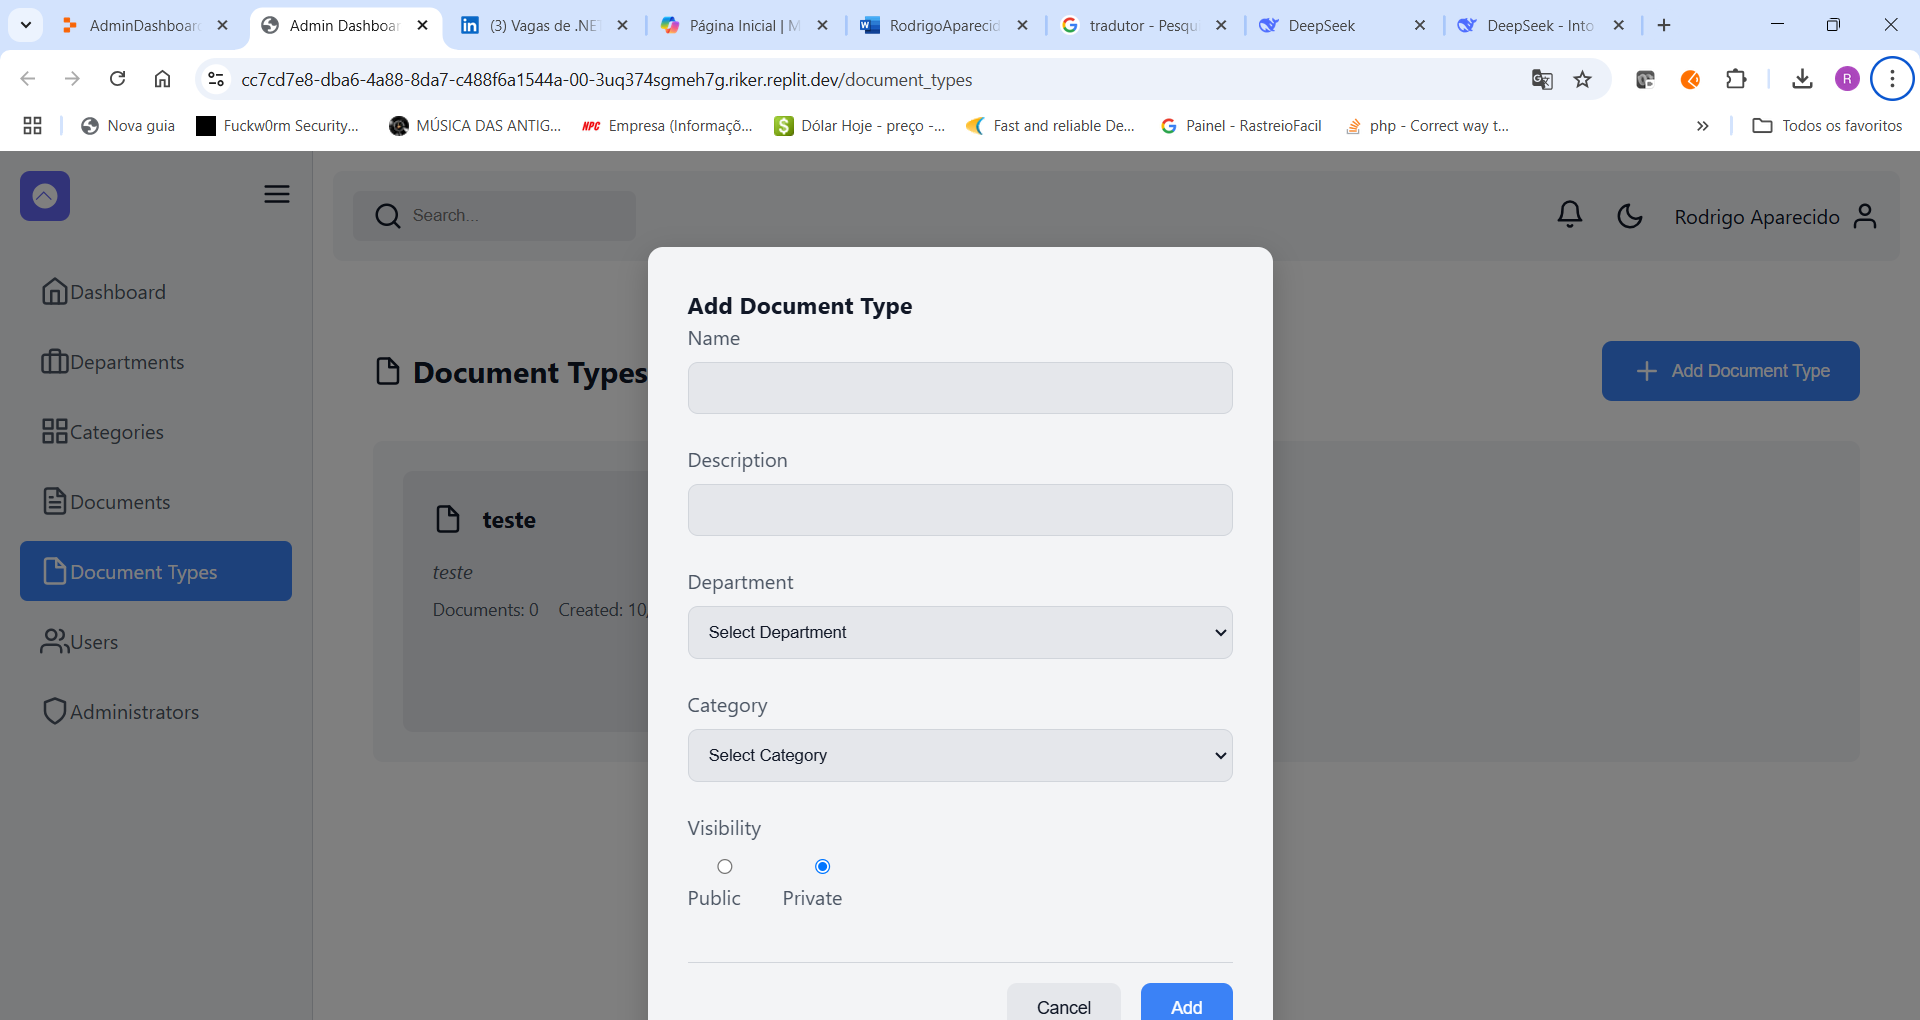 AdminDashboard
Admin Dashboar
(3) Vagas de .NE
Página Inicial | M
RodrigoAparecid
tradutor - Pesqu
DeepSeek
DeepSeek - Into
cc7cd7e8-dba6-4a88-8da7-c488f6a1544a-00-3uq374sgmeh7g.riker.replit.dev/document_types
R
Nova guia
Fuckw0rm Security...
MÚSICA DAS ANTIG...
NPC Empresa (Informaçõ...
Dólar Hoje - preço -...
Fast and reliable De...
Painel - RastreioFacil
php - Correct way t...
Todos os favoritos
Search...
Rodrigo Aparecido
Dashboard
Departments
Categories
Documents
Document Types
Users
Administrators
Document Types
Add Document Type
teste
teste
Documents: 0 Created: 10/
Add Document Type
Name
Description
Department
Select Department
Category
Select Category
Visibility
Public Private
Cancel Add